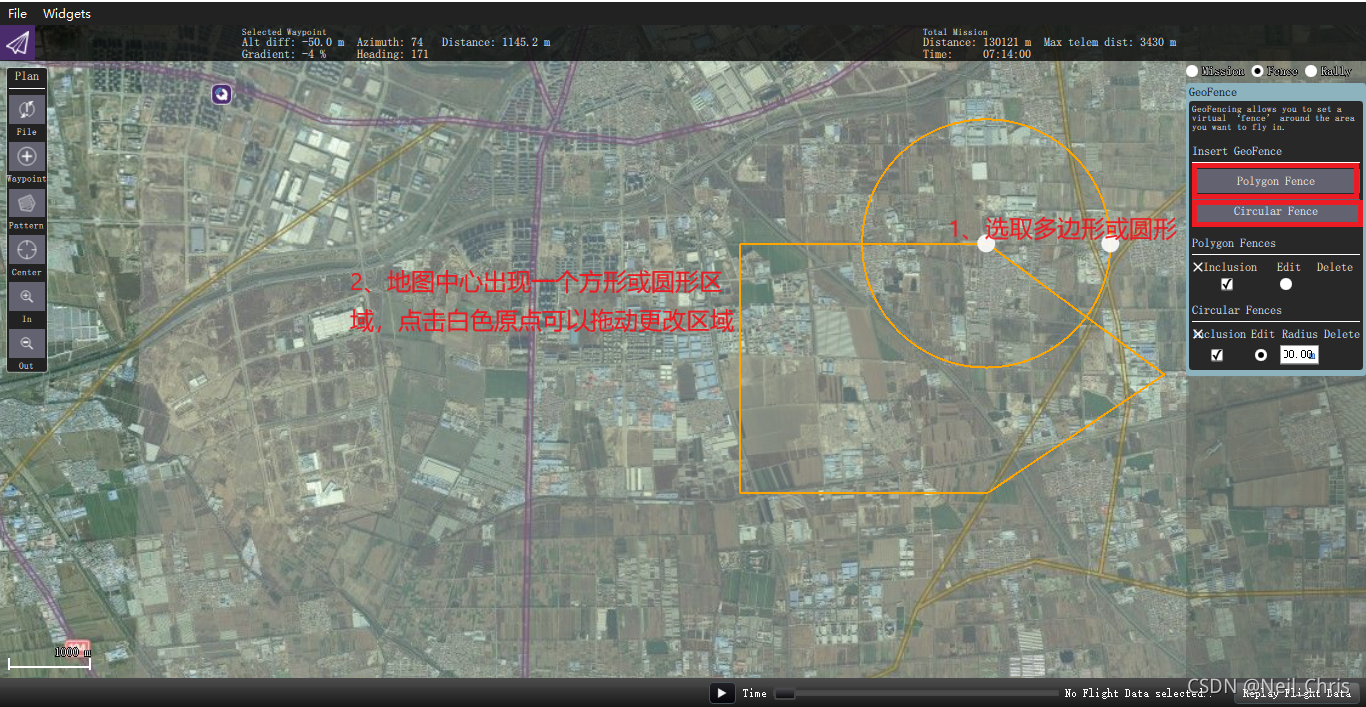 File Widgets
Selected Waypoint
Alt diff: -50.0 m Azimuth: 74 Distance: 1145.2 m
Gradient: -4 % Heading: 171
Total Mission
Distance: 130121 m Max telem dist: 3430 m
Time: 07:14:00
Plan
File
Waypoint
Pattern
Center
In
Out
Mission Fence Rally
GeoFence
GeoFencing allows you to set a
virtual ‘fence’ around the area
you want to fly in.
Insert GeoFence
Polygon Fence
Circular Fence
Polygon Fences
Inclusion Edit Delete
Circular Fences
clusion Edit Radius Delete
00.00m
1、选取多边形或圆形
2、地图中心出现一个方形或圆形区
域，点击白色原点可以拖动更改区域
1000 m
Time
No Flight Data selected.
Replay Flight Data
CSDN @Neil_Chris